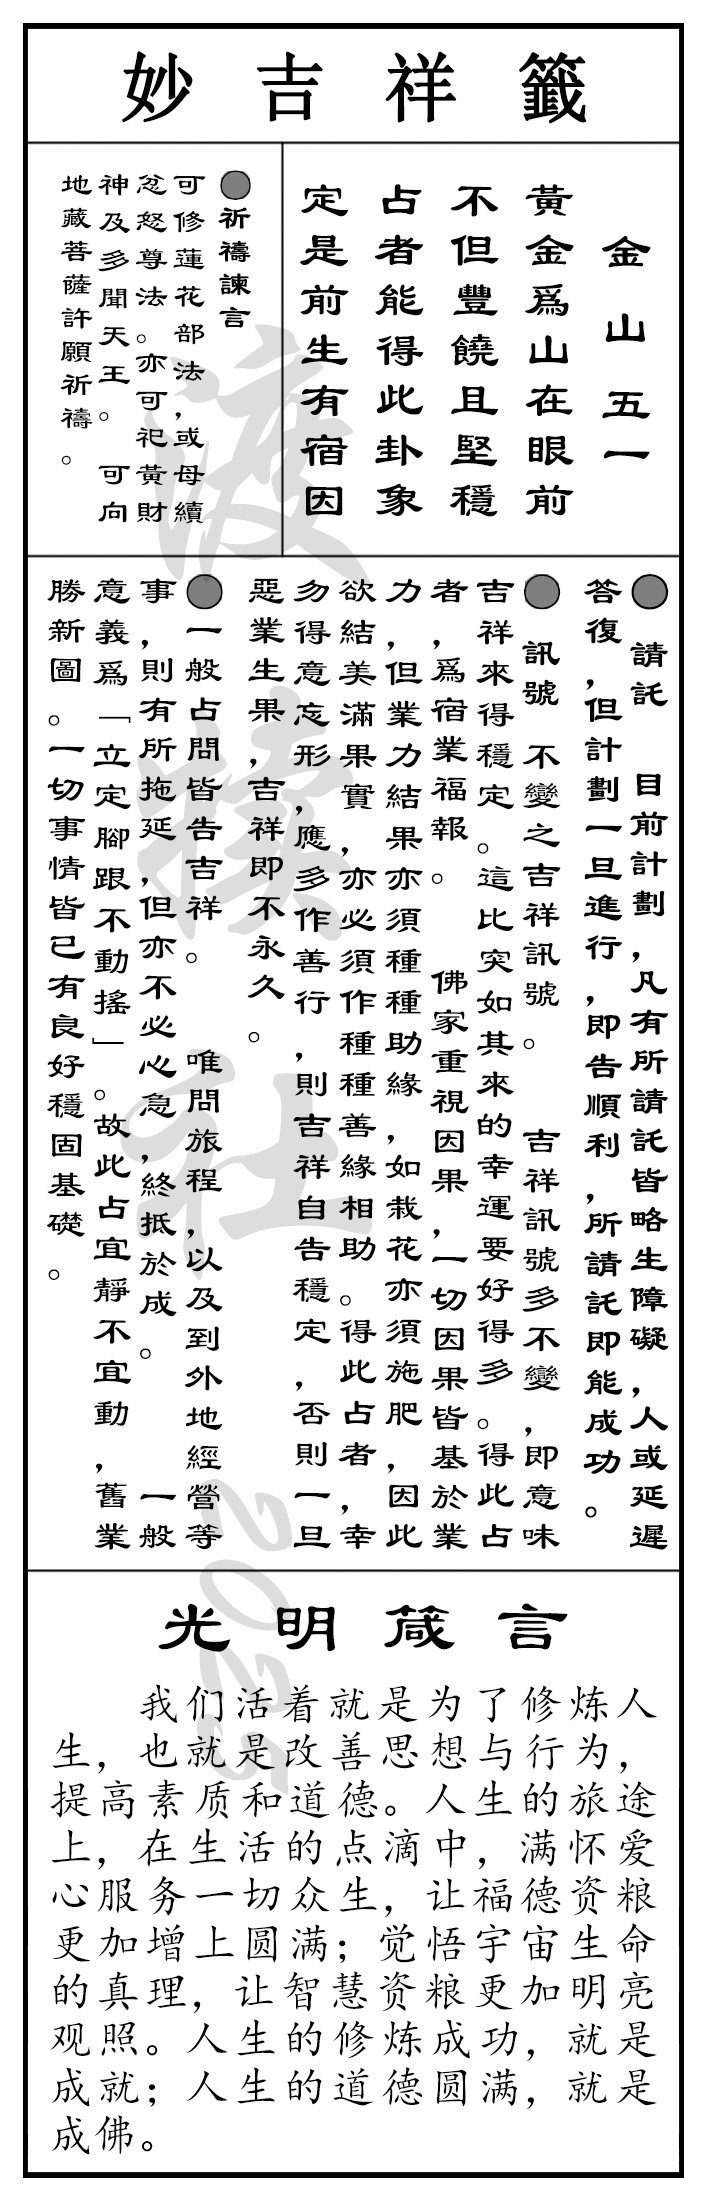 妙吉祥籤
金山五一
黃金爲山在眼前
不但豐饒且堅穩
占者能得此卦象
定是前生有宿因
●祈禱諫言
可修蓮花部法，或母續
忿怒尊法。亦可祀黃財
神及多聞天王。 可向
地藏菩薩許願祈禱。
●請託 目前計劃，凡有所請託皆略生障礙，人或延遲
答復，但計劃一旦進行，即告順利，所請託即能成功。
●訊號 不變之吉祥訊號。 吉祥訊號多不變，即意味
吉祥來得穩定。這比突如其來的幸運要好得多。得此占
者，爲宿業福報。 佛家重視因果，一切因果皆基於業
力，但業力結果亦須種種助緣，如栽花亦須施肥，因此
欲結美滿果實，亦必須作種種善緣相助。得此占者，幸
勿得意忘形，應多作善行，則吉祥自告穩定，否則一旦
惡業生果，吉祥即不永久。
●一般占問皆告吉祥。 唯問旅程，以及到外地經營等
事，則有所拖延，但亦不必心急，終抵於成。 一般
意義爲「立定腳跟不動搖」。故此占宜靜不宜動，舊業
勝新圖。一切事情皆已有良好穩固基礎。
光明箴言
我们活着就是为了修炼人
生，也就是改善思想与行为，
提高素质和道德。人生的旅途
上，在生活的点滴中，满怀爱
心服务一切众生，让福德资粮
更加增上圆满；觉悟宇宙生命
的真理，让智慧资粮更加明亮
观照。人生的修炼成功，就是
成就；人生的道德圆满，就是
成佛。
2025